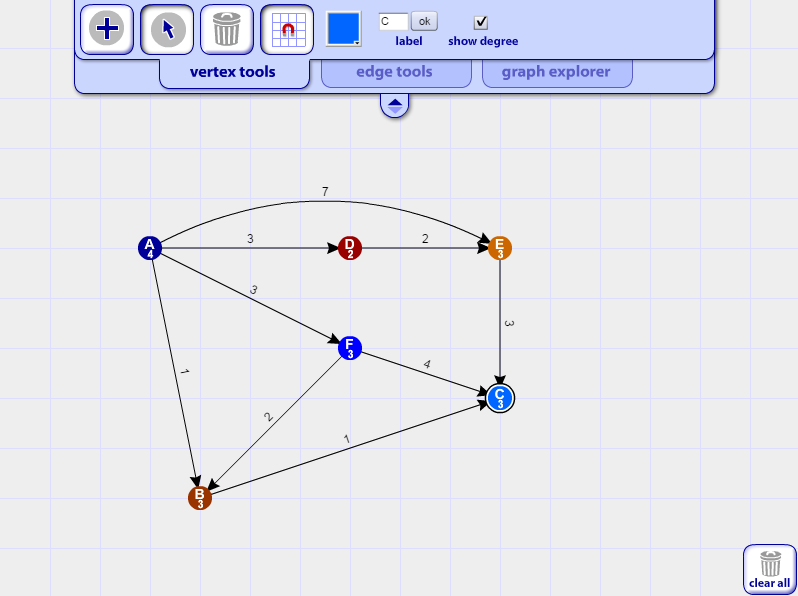 C
ok
label
show degree
vertex tools
edge tools
graph explorer
7
A
4
3
D
2
2
E
3
3
F
3
3
4
1
C
3
2
1
B
3
clear all